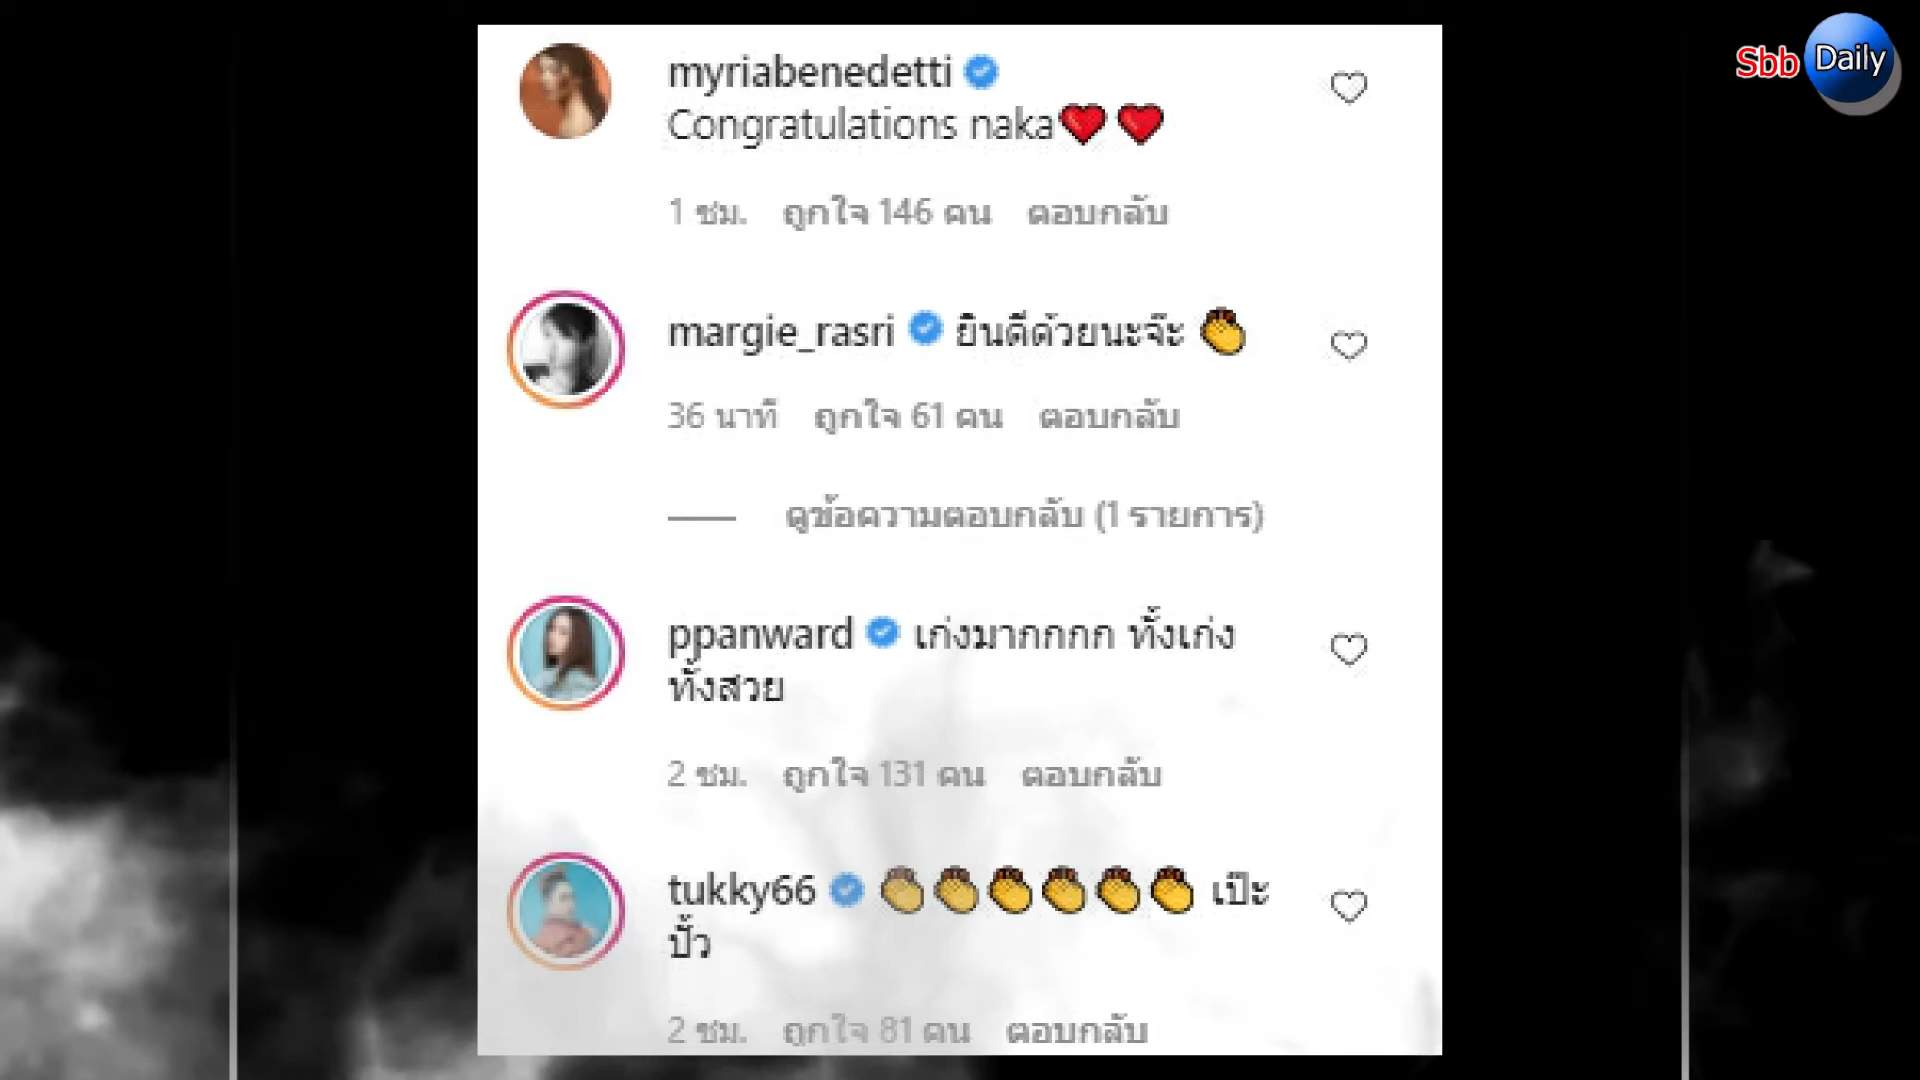 Sbb Daily
myriabenedetti
Congratulations naka❤️❤️
1 ชม. ถูกใจ 146 คน ตอบกลับ
margie_rasri ยินดีด้วยนะจ๊ะ 👏
36 นาที ถูกใจ 61 คน ตอบกลับ
ดูข้อความตอบกลับ (1 รายการ)
ppanward เก่งมากกกก ทั้งเก่ง
ทั้งสวย
2 ชม. ถูกใจ 131 คน ตอบกลับ
tukky66 👏👏👏👏👏👏 เป๊ะ
ปั้ว
2 ชม. ถูกใจ 81 คน ตอบกลับ